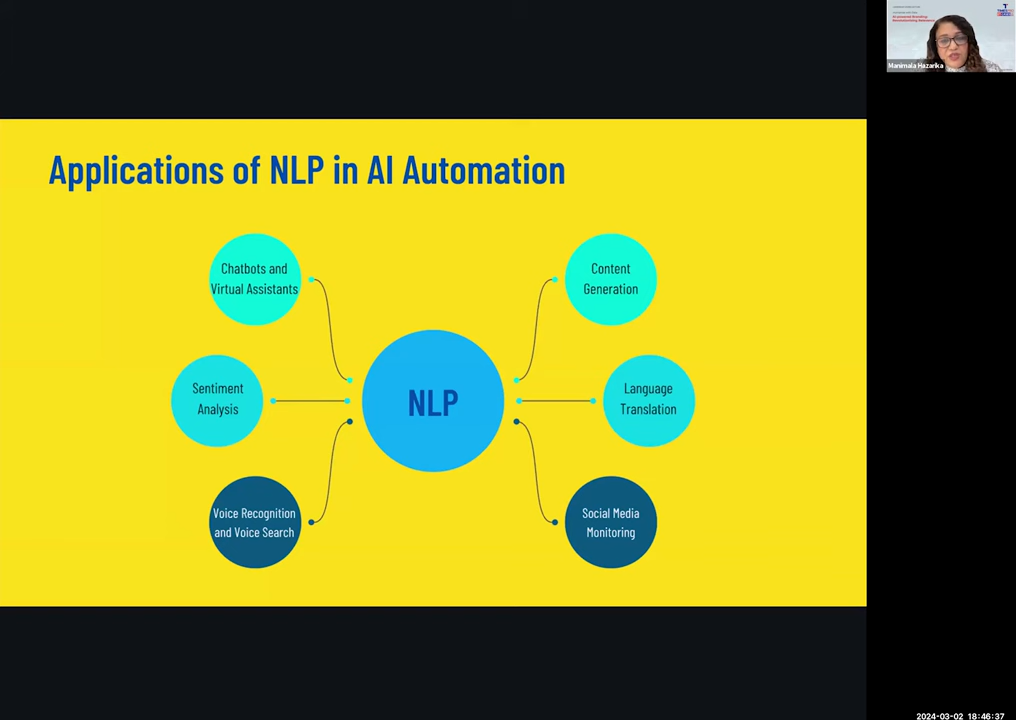 Applications of NLP in AI Automation
Chatbots and
Virtual Assistants
Content
Generation
Sentiment
Analysis
NLP
Language
Translation
Voice Recognition
and Voice Search
Social Media
Monitoring
Manimala Hazarika
2024-03-02 18:46:37